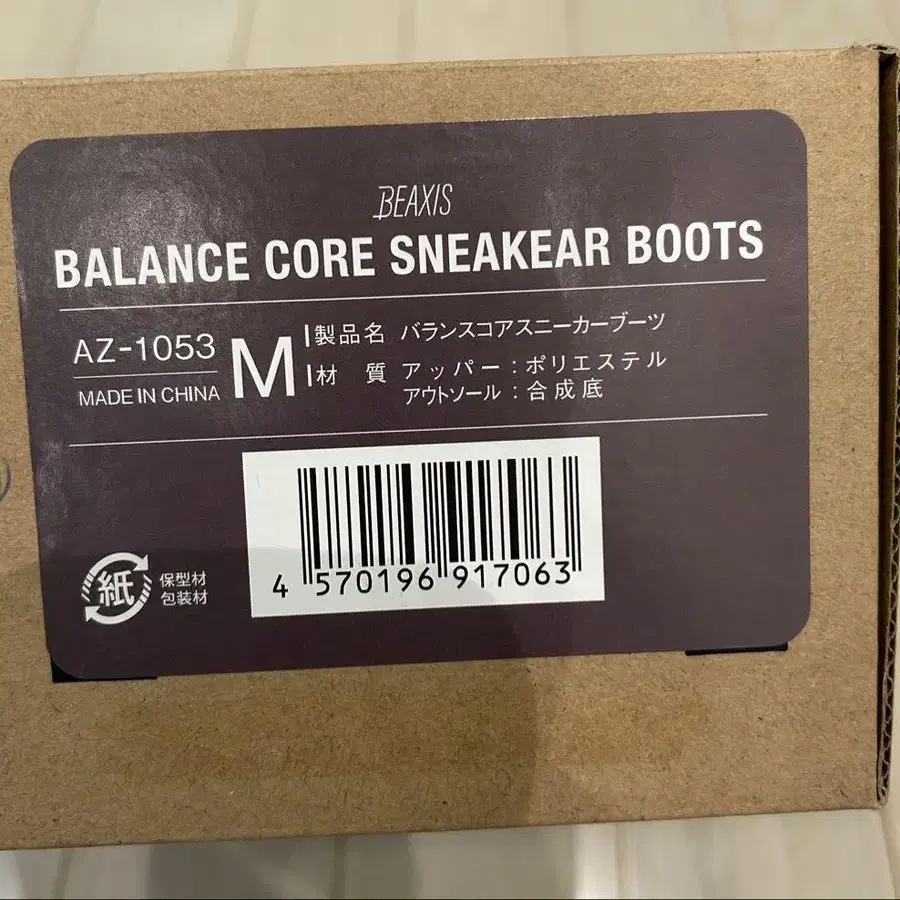 BEAXIS
BALANCE CORE SNEAKEAR BOOTS
AZ-1053
MADE IN CHINA
M
製品名 バランスコアスニーカーブーツ
材 質 アッパー：ポリエステル
アウトソール：合成底
4 570196 917063
紙
保型材
包装材